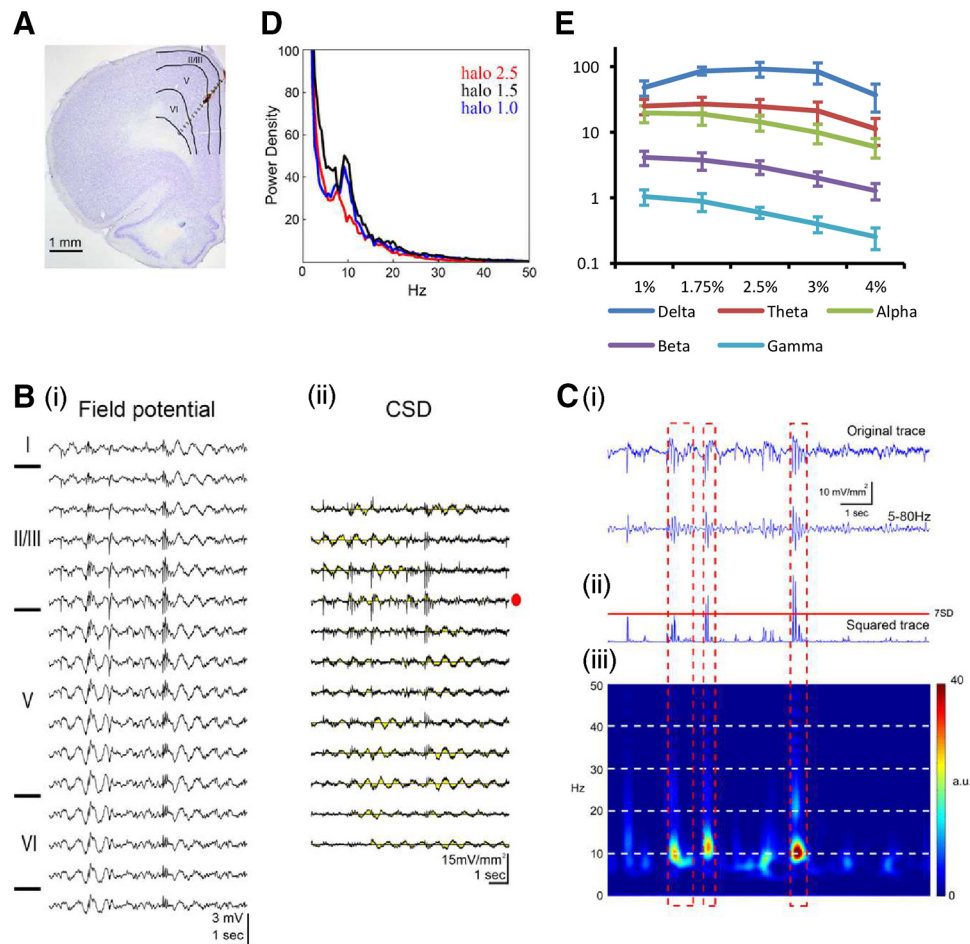 A
I
II/III
V
VI
1 mm
D
100
80
60
40
20
Power Density
halo 2.5
halo 1.5
halo 1.0
0
10
20
30
40
50
Hz
E
100
10
1
0.1
1%
1.75%
2.5%
3%
4%
Delta
Theta
Alpha
Beta
Gamma
B (i)
Field potential
I
II/III
V
VI
3 mV
1 sec
(ii)
CSD
15mV/mm²
1 sec
C (i)
Original trace
10 mV/mm²
1 sec
5-80Hz
(ii)
7SD
Squared trace
(iii)
50
40
30
20
10
0
Hz
40
a.u.
0